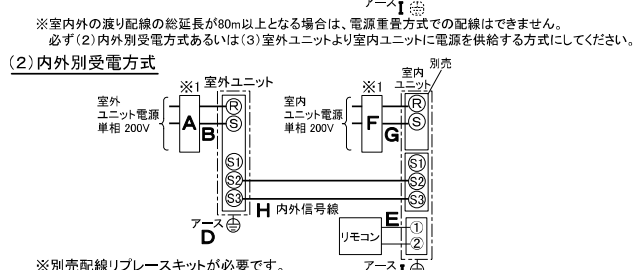 アースI
※室内外の渡り配線の総延長が80m以上となる場合は、電源重畳方式での配線はできません。
必ず(2)内外別受電方式あるいは(3)室外ユニットより室内ユニットに電源を供給する方式にしてください。
(2)内外別受電方式
別売
室外ユニット
室内
ユニット
※1
※1
室外
ユニット電源
単相 200V
A
B
R
S
室内
ユニット電源
単相 200V
F
G
R
S
S1
S2
S3
S1
S2
S3
H 内外信号線
アース
D
リモコン
E
①
②
アースI
※別売配線リプレースキットが必要です。